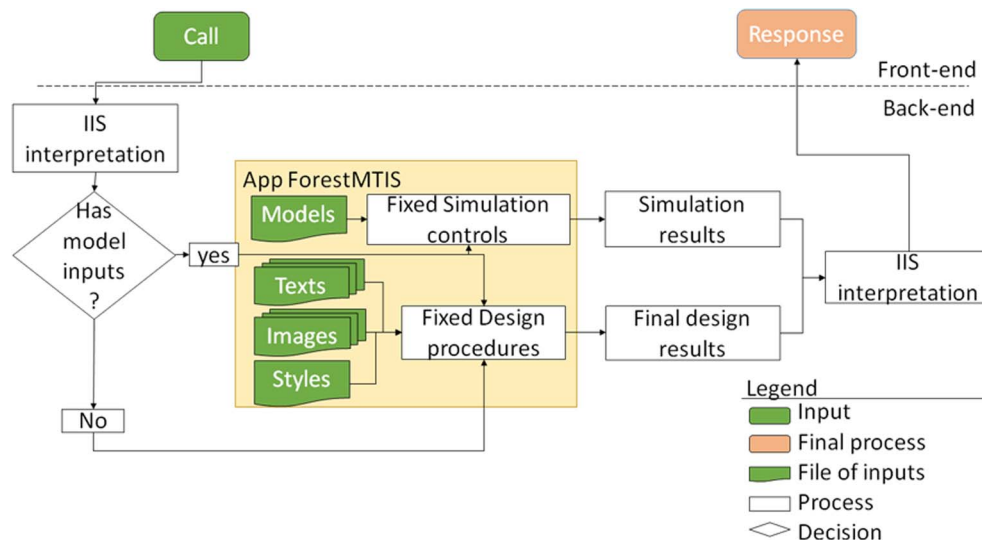 Call
Response
Front-end
Back-end
IIS
interpretation
Has
model
inputs
?
yes
No
App ForestMTIS
Models
Fixed Simulation
controls
Texts
Images
Styles
Fixed Design
procedures
Simulation
results
Final design
results
IIS
interpretation
Legend
Input
Final process
File of inputs
Process
Decision